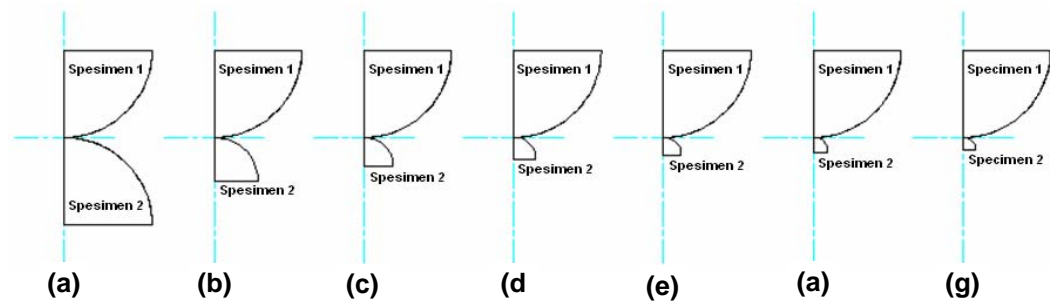 Spesimen 1
Spesimen 2
(a)
Spesimen 1
Spesimen 2
(b)
Spesimen 1
Spesimen 2
(c)
Spesimen 1
Spesimen 2
(d
Spesimen 1
Spesimen 2
(e)
Spesimen 1
Spesimen 2
(a)
Specimen 1
Specimen 2
(g)